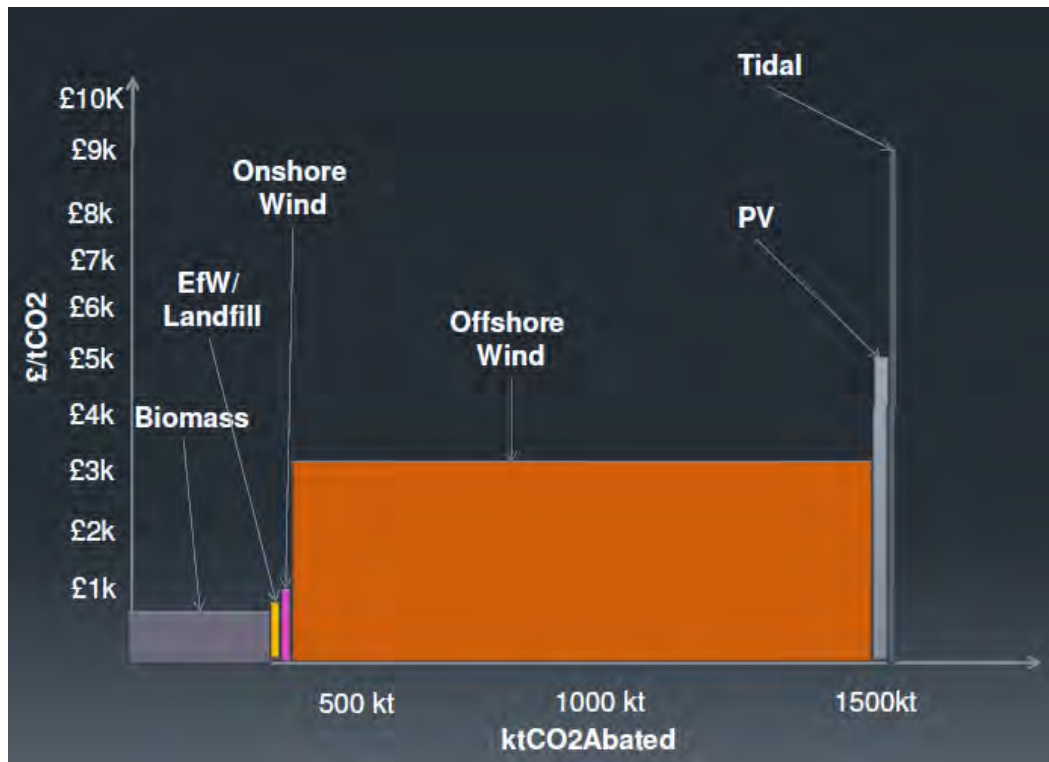 Tidal
£10K
£9k
Onshore
Wind
£8k
PV
£7k
EfW/
Landfill
£6k
Offshore
Wind
£5k
£/tCO2
£4k
Biomass
£3k
£2k
£1k
500 kt
1000 kt
1500kt
ktCO2Abated